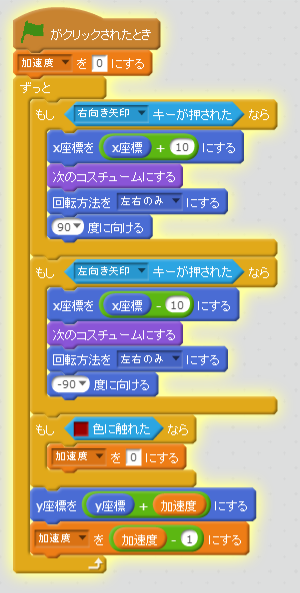 がクリックされたとき
加速度 を 0 にする
ずっと
もし 右向き矢印 キーが押された なら
x座標を x座標 + 10 にする
次のコスチュームにする
回転方法を 左右のみ にする
90 度に向ける
もし 左向き矢印 キーが押された なら
x座標を x座標 - 10 にする
次のコスチュームにする
回転方法を 左右のみ にする
-90 度に向ける
もし 色に触れた なら
加速度 を 0 にする
y座標を y座標 + 加速度 にする
加速度 を 加速度 - 1 にする